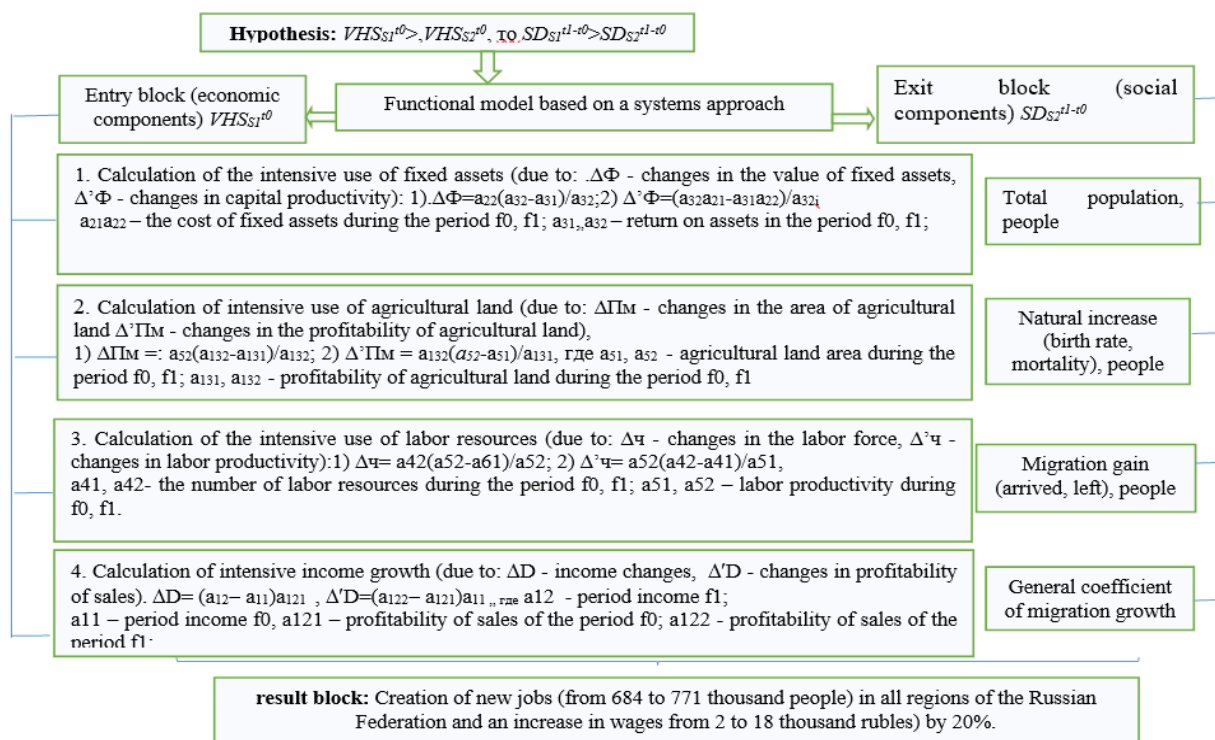 Hypothesis: VHSS1t0>,VHSS2t0, то SDS1t1-t0>SDS2t1-t0
Entry block (economic
components) VHSS1t0
Functional model based on a systems approach
Exit block (social
components) SDS2t1-t0
1. Calculation of the intensive use of fixed assets (due to: .ΔФ - changes in the value of fixed assets,
Δ’Ф - changes in capital productivity): 1).ΔФ=a22(a32-a31)/a32;2) Δ’Ф=(a32a21-a31a22)/a32;
a21a22 – the cost of fixed assets during the period f0, f1; a31,,a32 – return on assets in the period f0, f1;
Total population,
people
2. Calculation of intensive use of agricultural land (due to: ΔПм - changes in the area of agricultural
land Δ’Пм - changes in the profitability of agricultural land),
1) ΔПм =: a52(a132-a131)/a132; 2) Δ’Пм = a132(a52-a51)/a131, где a51, a52 - agricultural land area during the
period f0, f1; a131, a132 - profitability of agricultural land during the period f0, f1
Natural increase
(birth rate,
mortality), people
3. Calculation of the intensive use of labor resources (due to: Δч - changes in the labor force, Δ’ч -
changes in labor productivity):1) Δч= a42(a52-a61)/a52; 2) Δ’ч= a52(a42-a41)/a51,
a41, a42- the number of labor resources during the period f0, f1; a51, a52 – labor productivity during
f0, f1.
Migration gain
(arrived, left), people
4. Calculation of intensive income growth (due to: ΔD - income changes, Δ′D - changes in profitability
of sales). ΔD= (a12– a11)a121 , Δ′D=(a122– a121)a11 ,, где a12 - period income f1;
a11 – period income f0, a121 – profitability of sales of the period f0; a122 - profitability of sales of the
period f1;
General coefficient
of migration growth
result block: Creation of new jobs (from 684 to 771 thousand people) in all regions of the Russian
Federation and an increase in wages from 2 to 18 thousand rubles) by 20%.